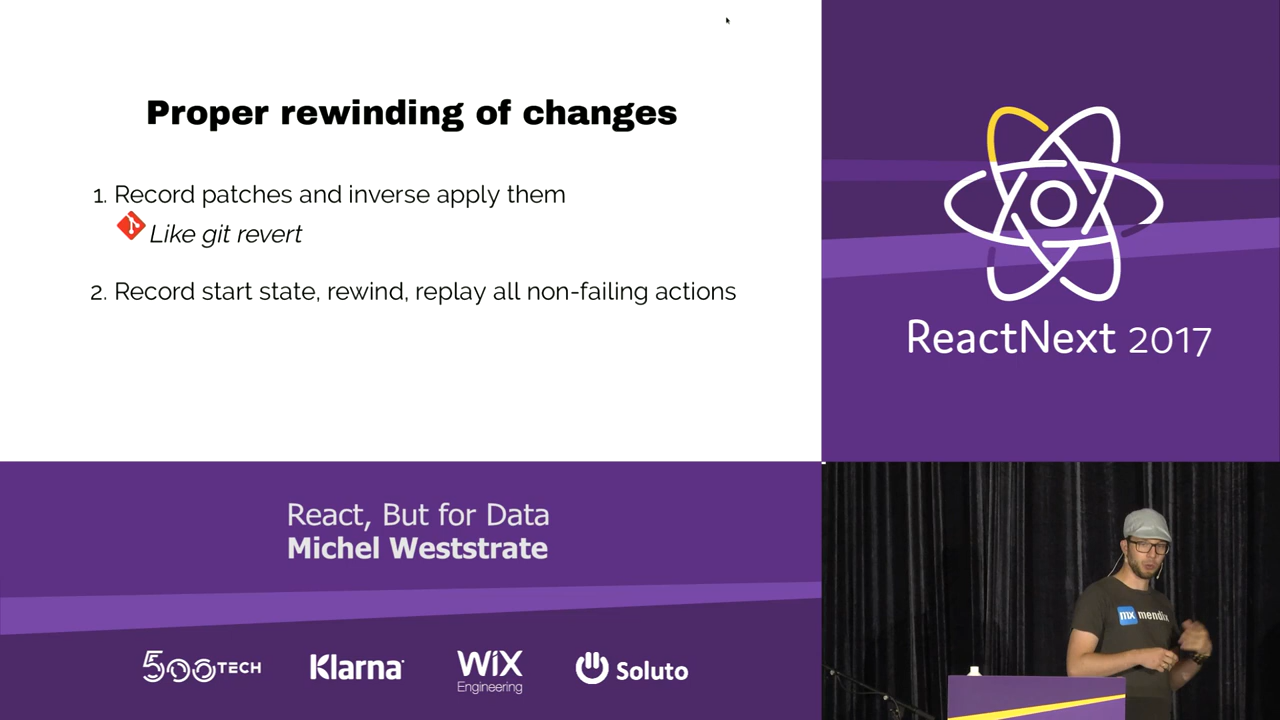 Proper rewinding of changes
1. Record patches and inverse apply them
Like git revert
2. Record start state, rewind, replay all non-failing actions
ReactNext 2017
React, But for Data
Michel Weststrate
500TECH
Klarna
WiX
Engineering
Soluto
mx mendix